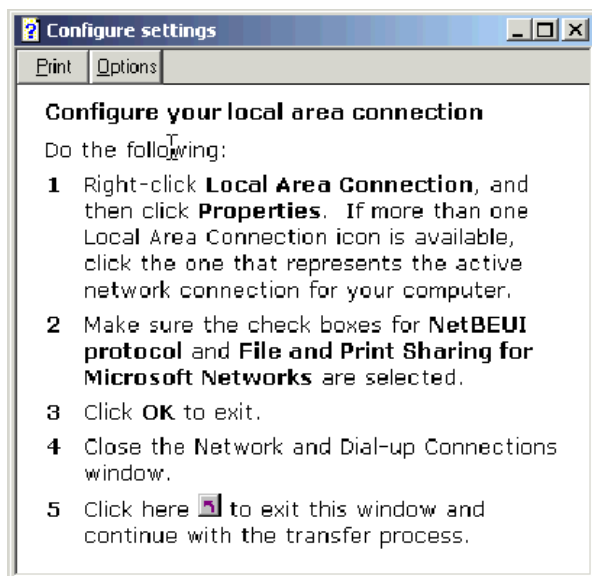 Configure settings
Print Options
Configure your local area connection
Do the following:
1 Right-click Local Area Connection, and
then click Properties. If more than one
Local Area Connection icon is available,
click the one that represents the active
network connection for your computer.
2 Make sure the check boxes for NetBEUI
protocol and File and Print Sharing for
Microsoft Networks are selected.
3 Click OK to exit.
4 Close the Network and Dial-up Connections
window.
5 Click here to exit this window and
continue with the transfer process.